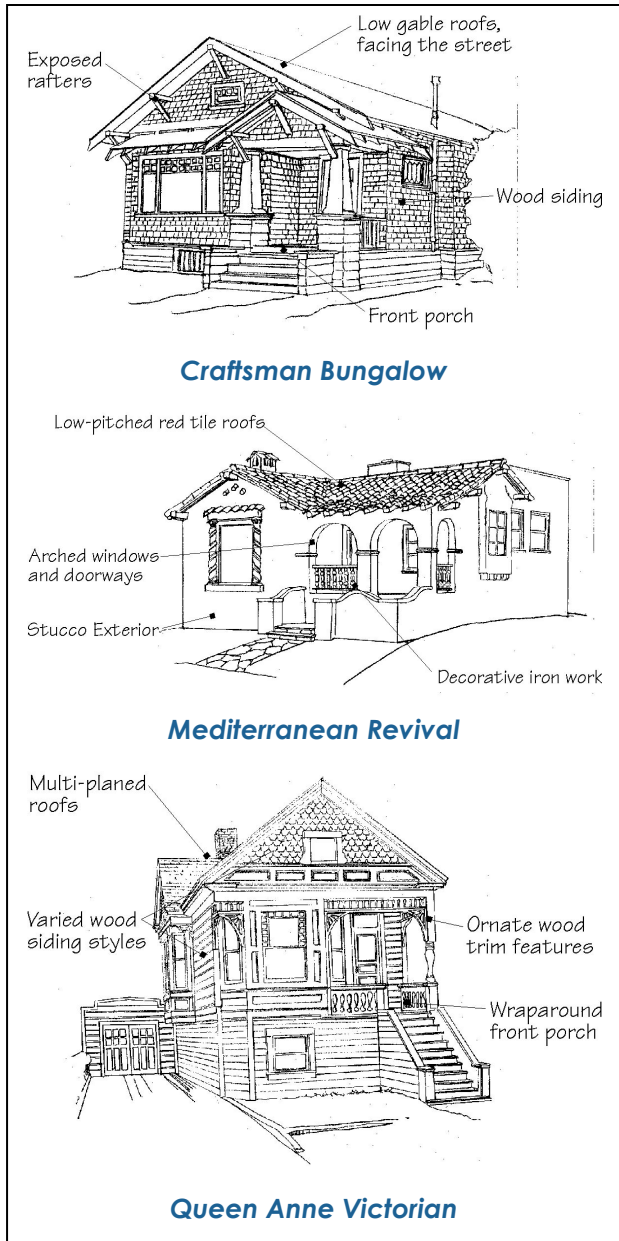 Low gable roofs,
facing the street
Exposed
rafters
Wood siding
Front porch
Craftsman Bungalow
Low-pitched red tile roofs
Arched windows
and doorways
Stucco Exterior
Decorative iron work
Mediterranean Revival
Multi-planed
roofs
Varied wood
siding styles
Ornate wood
trim features
Wraparound
front porch
Queen Anne Victorian